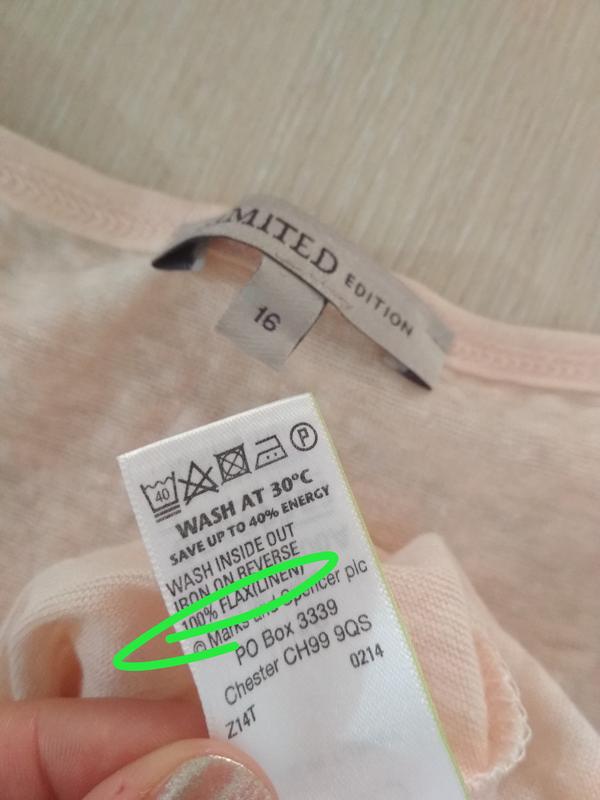 LIMITED EDITION
16
40
P
WASH AT 30°C
SAVE UP TO 40% ENERGY
WASH INSIDE OUT
IRON ON REVERSE
100% FLAX(LINEN)
© Marks and Spencer plc
PO Box 3339
Chester CH99 9QS
0214
Z14T